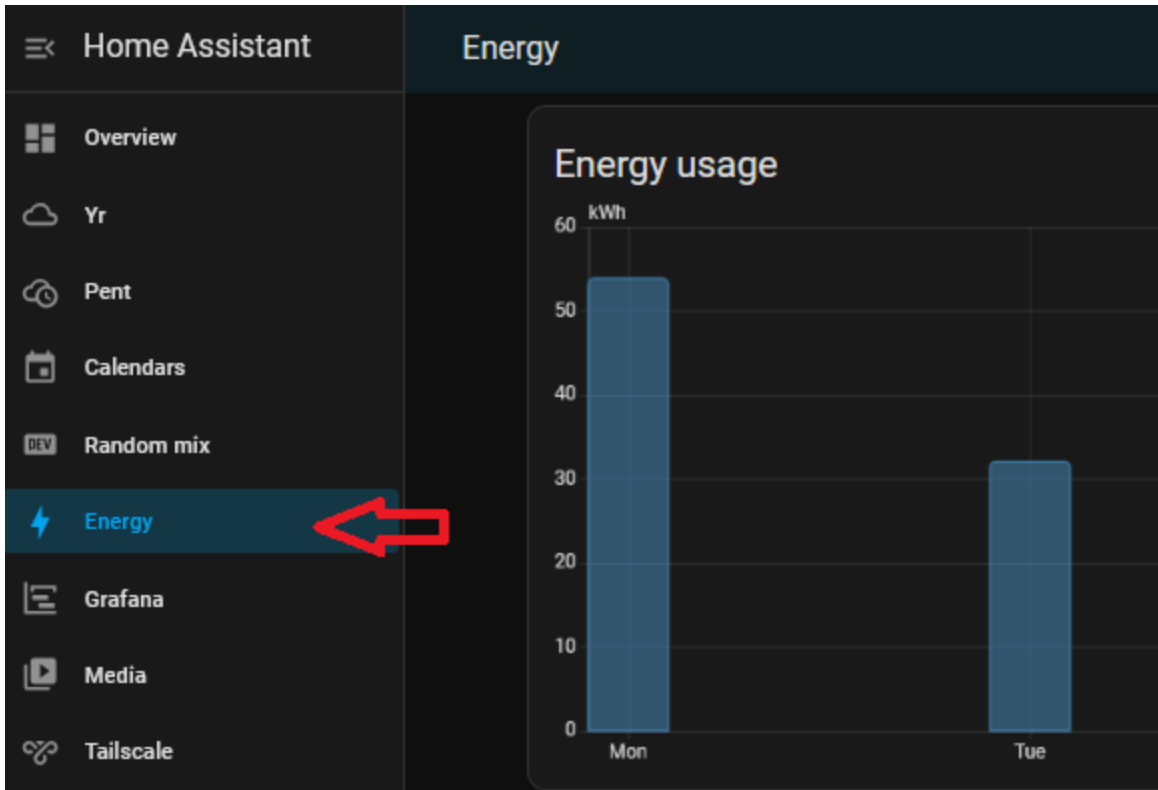 Home Assistant
Overview
Yr
Pent
Calendars
DEV Random mix
Energy
Grafana
Media
Tailscale
Energy
Energy usage
kWh
60
50
40
30
20
10
0
Mon Tue